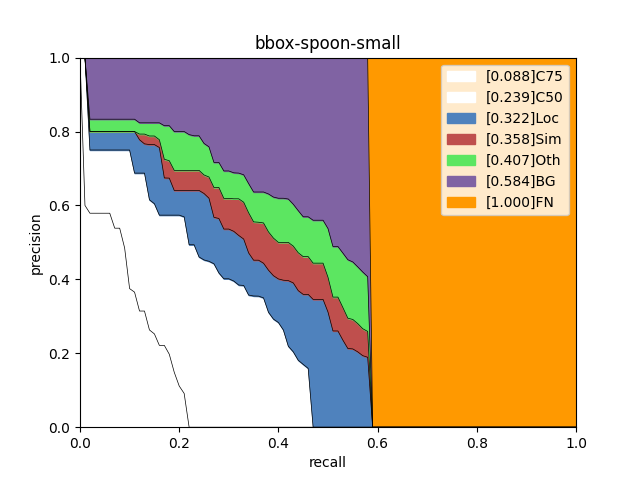 bbox-spoon-small
1.0
0.8
0.6
0.4
0.2
0.0
precision
[0.088]C75
[0.239]C50
[0.322]Loc
[0.358]Sim
[0.407]Oth
[0.584]BG
[1.000]FN
0.0 0.2 0.4 0.6 0.8 1.0
recall